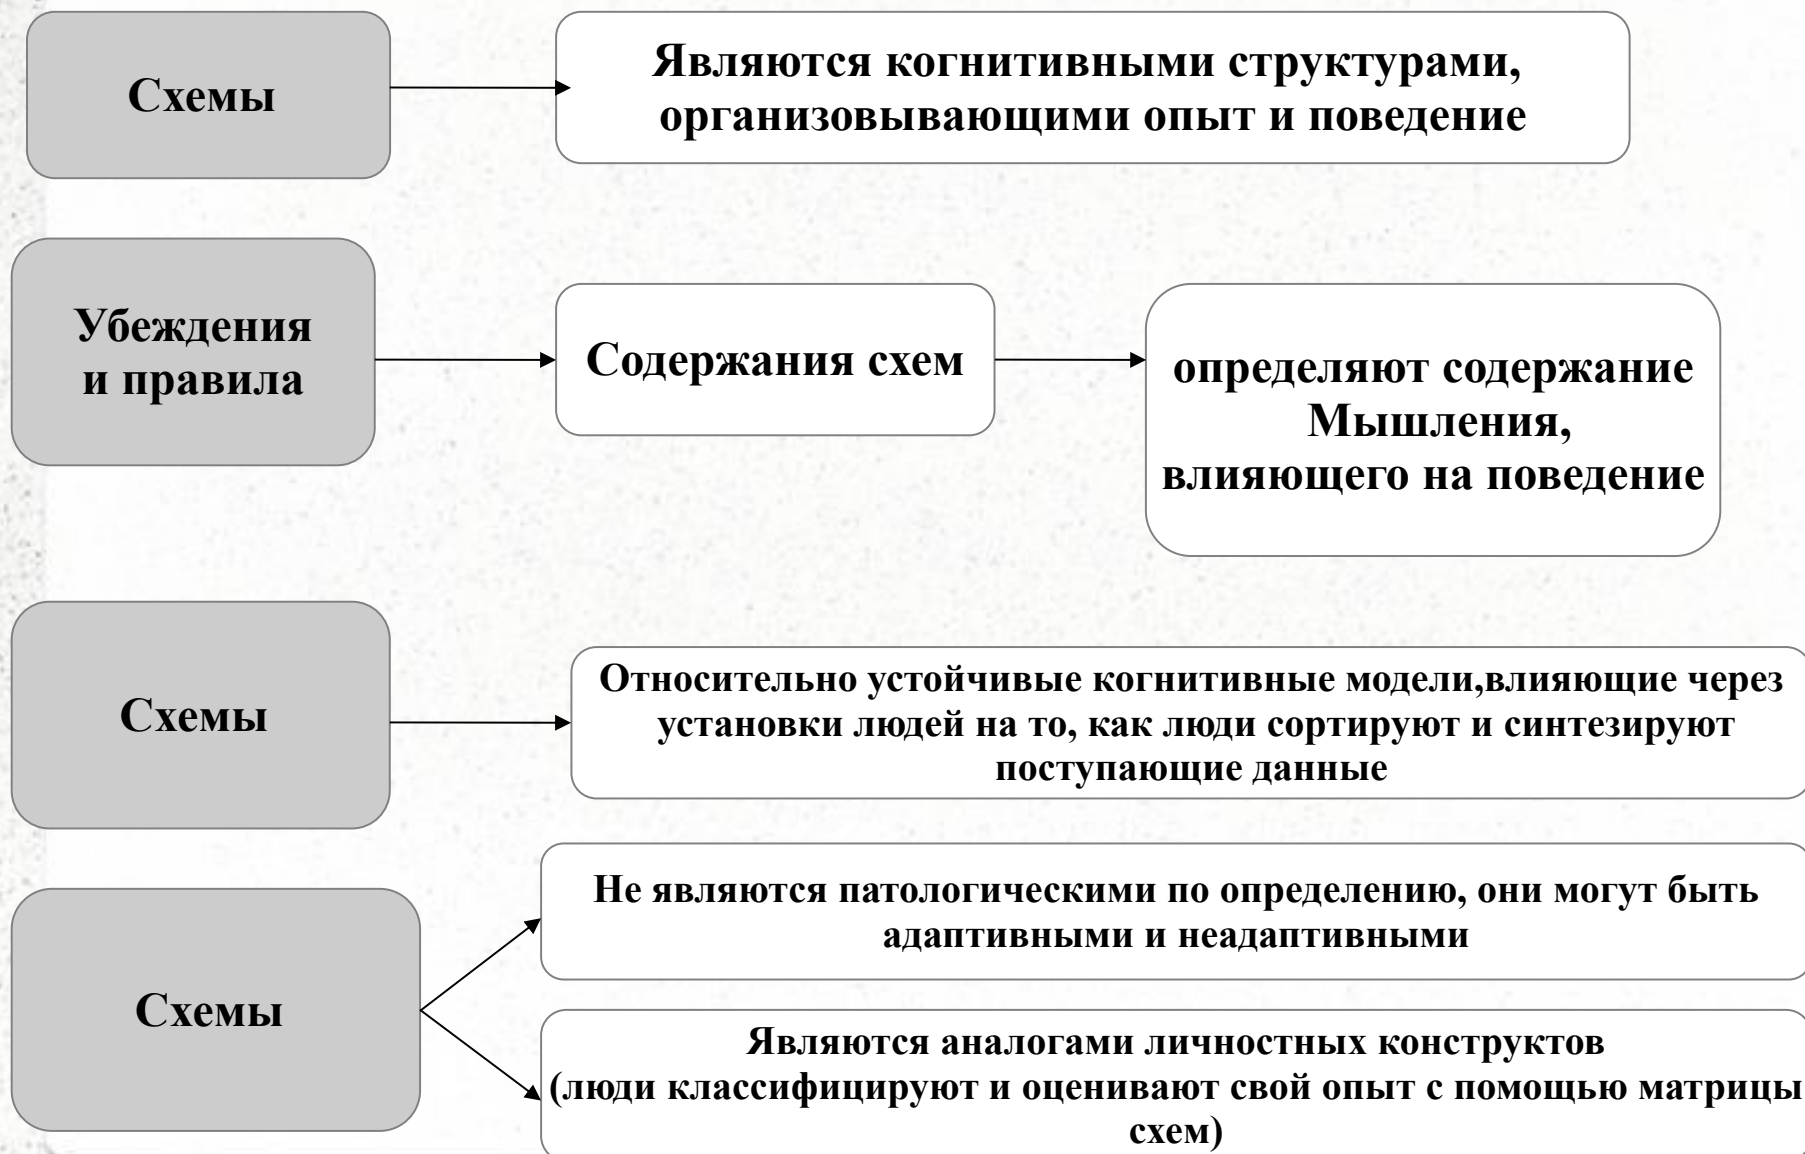 Схемы
Являются когнитивными структурами,
организовывающими опыт и поведение
Убеждения
и правила
Содержания схем
определяют содержание
Мышления,
влияющего на поведение
Схемы
Относительно устойчивые когнитивные модели,влияющие через
установки людей на то, как люди сортируют и синтезируют
поступающие данные
Схемы
Не являются патологическими по определению, они могут быть
адаптивными и неадаптивными
Являются аналогами личностных конструктов
(люди классифицируют и оценивают свой опыт с помощью матрицы
схем)